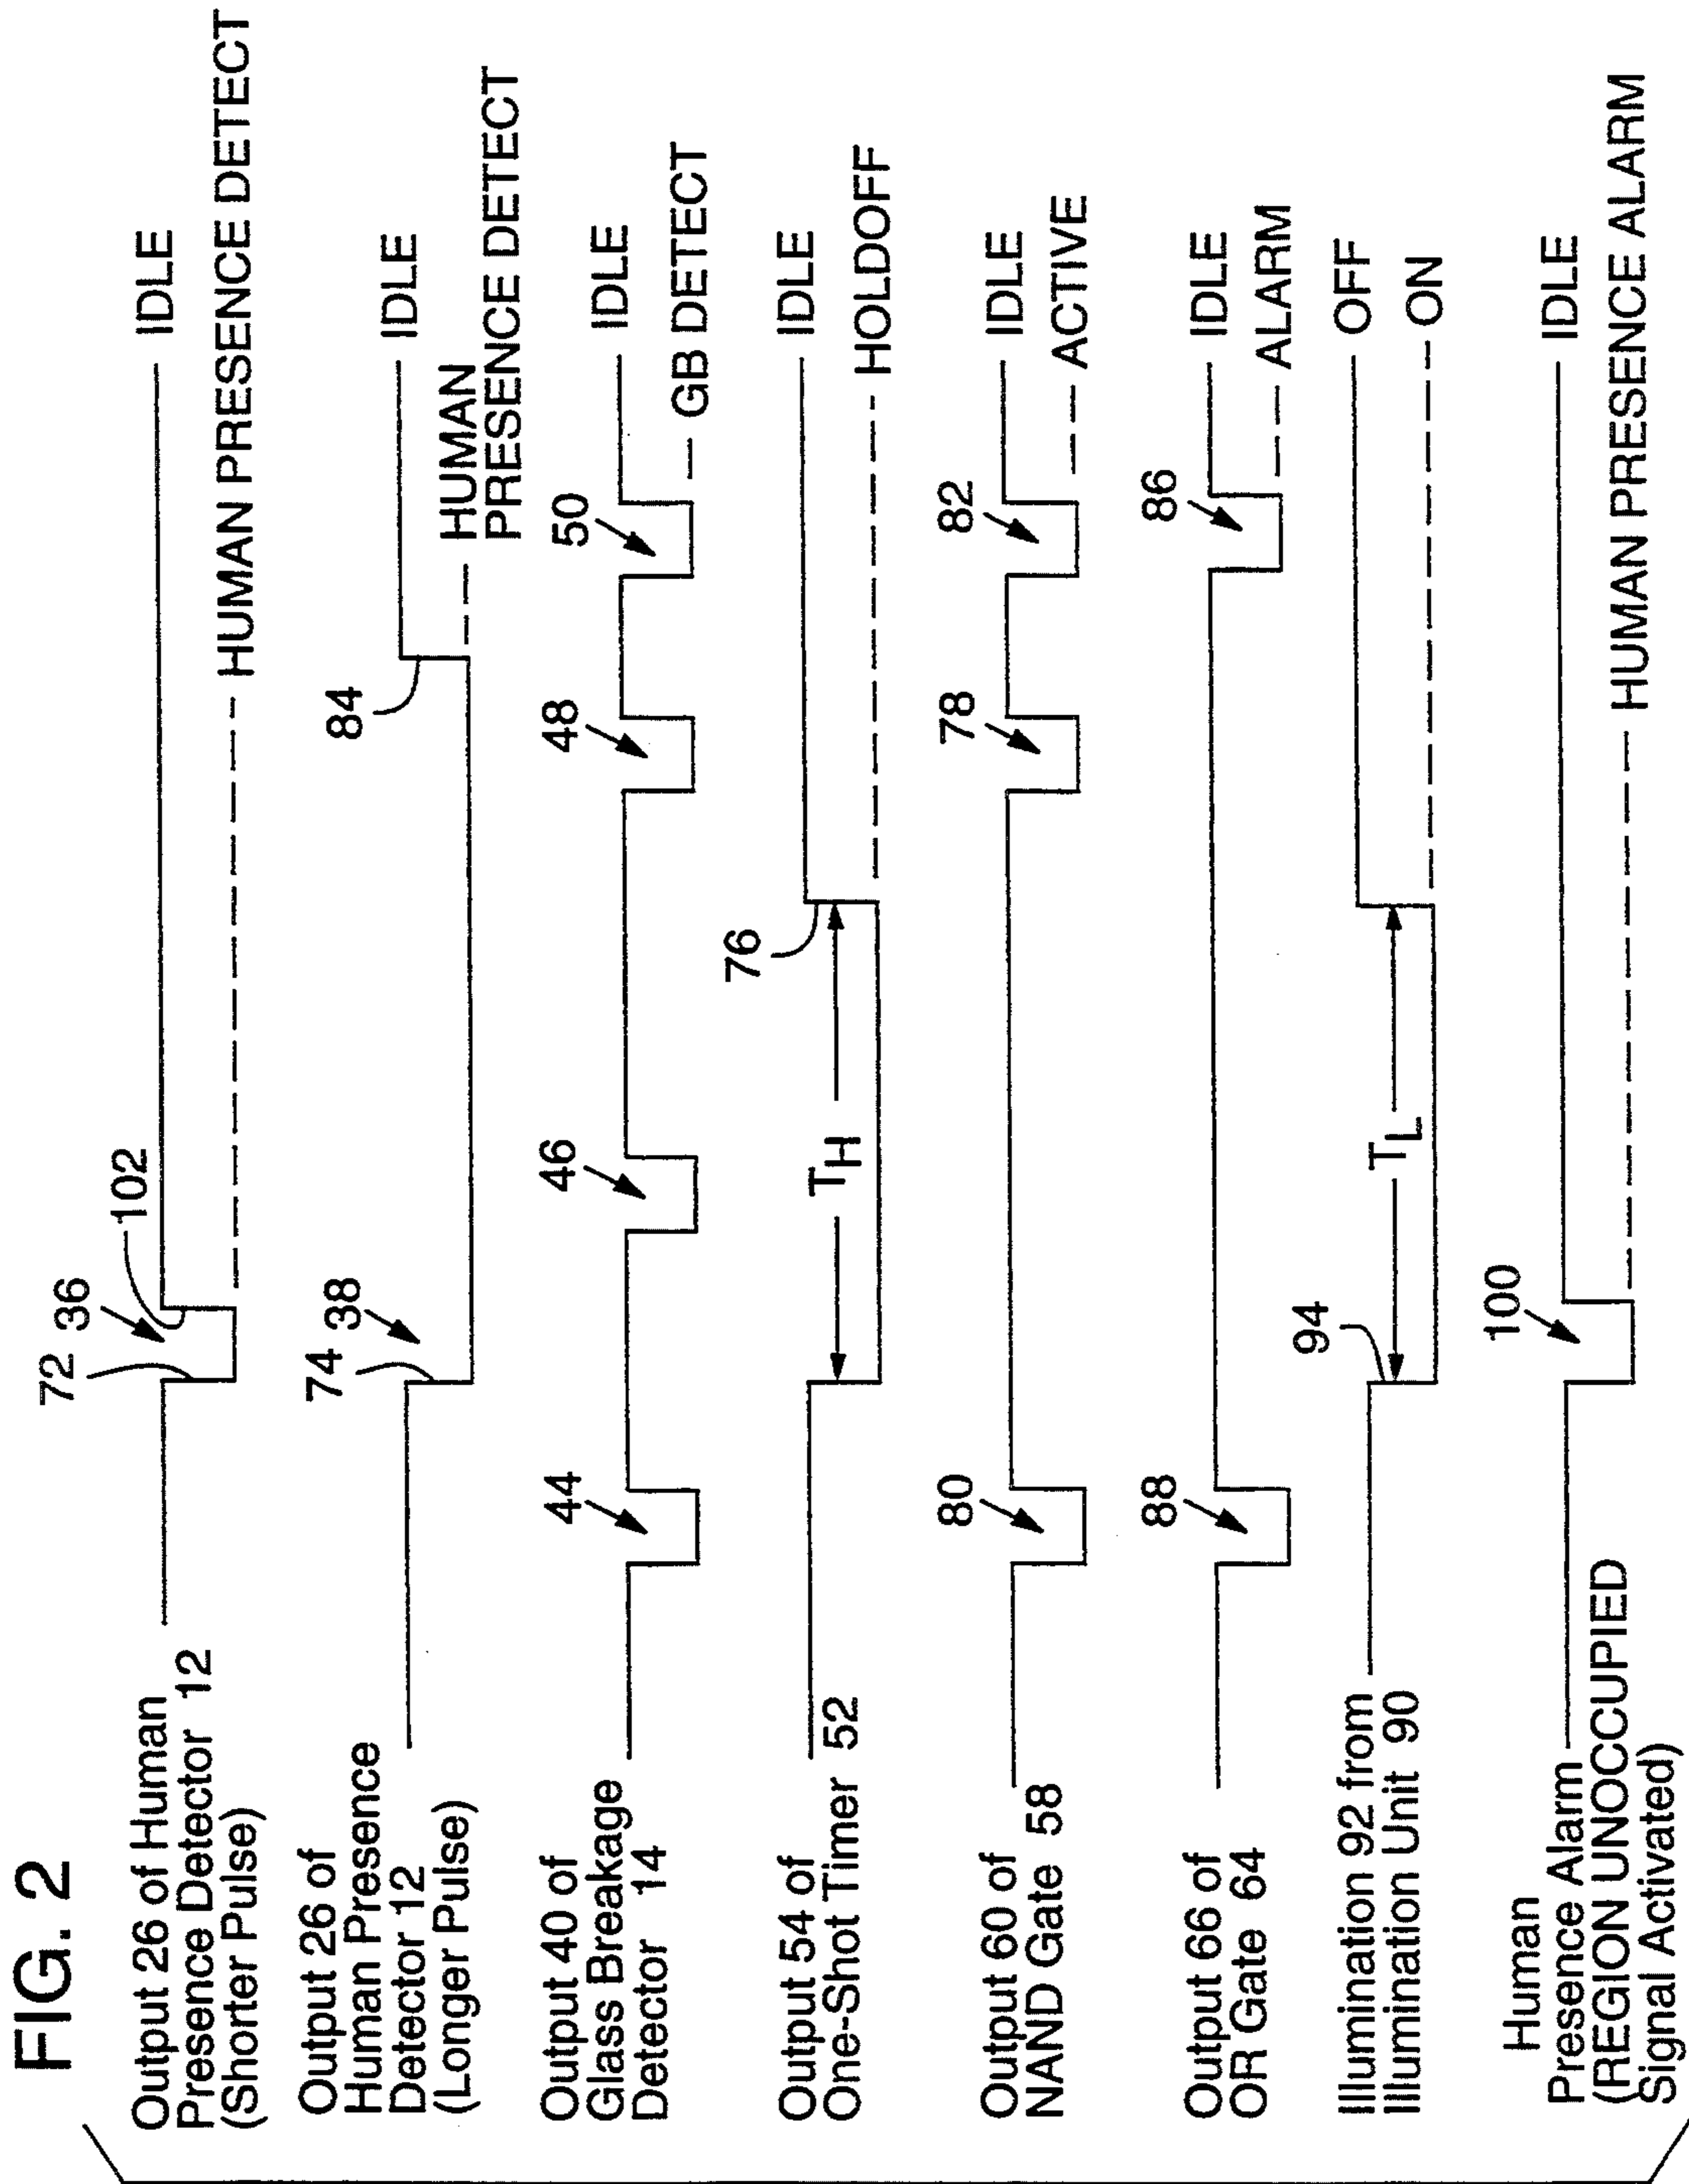 FIG. 2
72
36
102
Output 26 of Human
Presence Detector 12
(Shorter Pulse)
IDLE
HUMAN PRESENCE DETECT
74
38
84
Output 26 of
Human Presence
Detector 12
(Longer Pulse)
IDLE
HUMAN
PRESENCE DETECT
44
46
48
50
Output 40 of
Glass Breakage
Detector 14
IDLE
GB DETECT
76
Output 54 of
One-Shot Timer 52
TH
IDLE
HOLDOFF
80
78
82
Output 60 of
NAND Gate 58
IDLE
ACTIVE
88
86
Output 66 of
OR Gate 64
IDLE
ALARM
94
Illumination 92 from
Illumination Unit 90
TL
OFF
ON
100
Human
Presence Alarm
(REGION UNOCCUPIED
Signal Activated)
IDLE
HUMAN PRESENCE ALARM